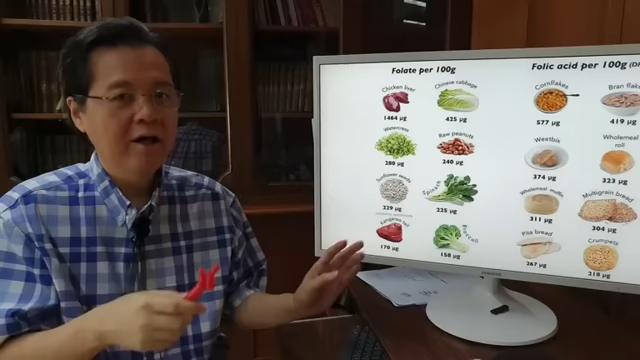 Folate per 100g
Chicken liver
1464 µg
Chinese cabbage
425 µg
Watercress
280 µg
Raw peanuts
240 µg
Sunflower seeds
229 µg
Spinach
225 µg
Kangaroo tail
170 µg
Broccoli
158 µg
Folic acid per 100g
Cornflakes
577 µg
Bran flakes
419 µg
Weetbix
374 µg
Wholemeal roll
323 µg
Wholemeal muffin
311 µg
Multigrain bread
304 µg
Pita bread
267 µg
Crumpets
218 µg
SAMSUNG